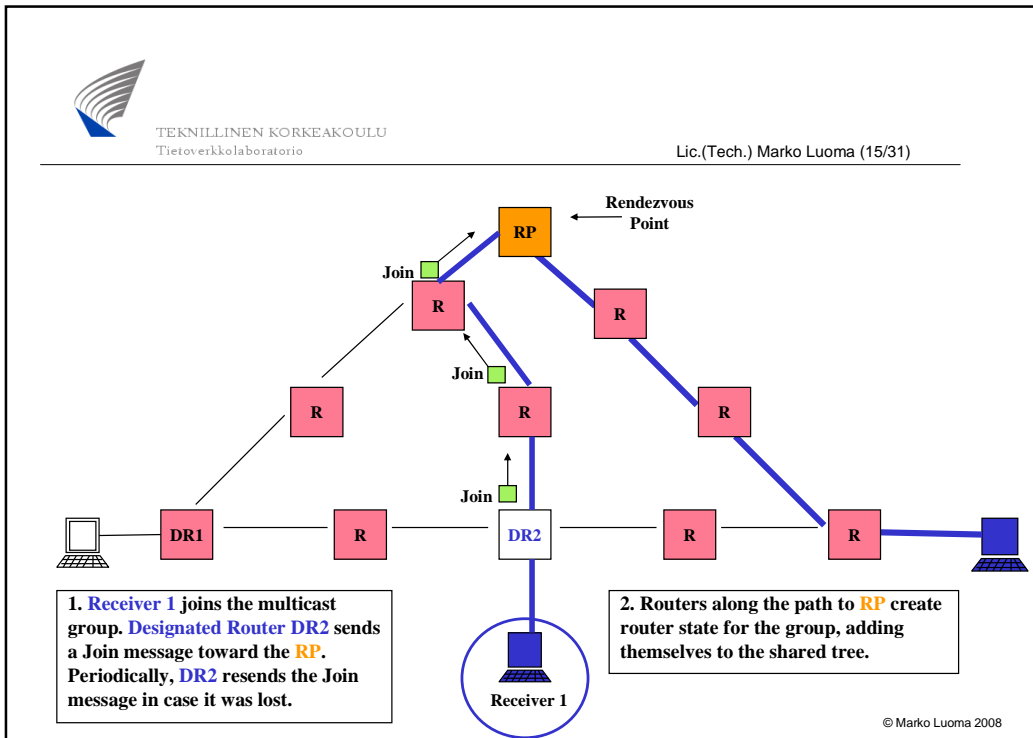 TEKNILLINEN KORKEAKOULU
Tietoverkkolaboratorio
Lic.(Tech.) Marko Luoma (15/31)
Rendezvous
Point
RP
Join
R
R
Join
R
R
R
Join
DR1
R
DR2
R
R
1. Receiver 1 joins the multicast
group. Designated Router DR2 sends
a Join message toward the RP.
Periodically, DR2 resends the Join
message in case it was lost.
2. Routers along the path to RP create
router state for the group, adding
themselves to the shared tree.
Receiver 1
© Marko Luoma 2008